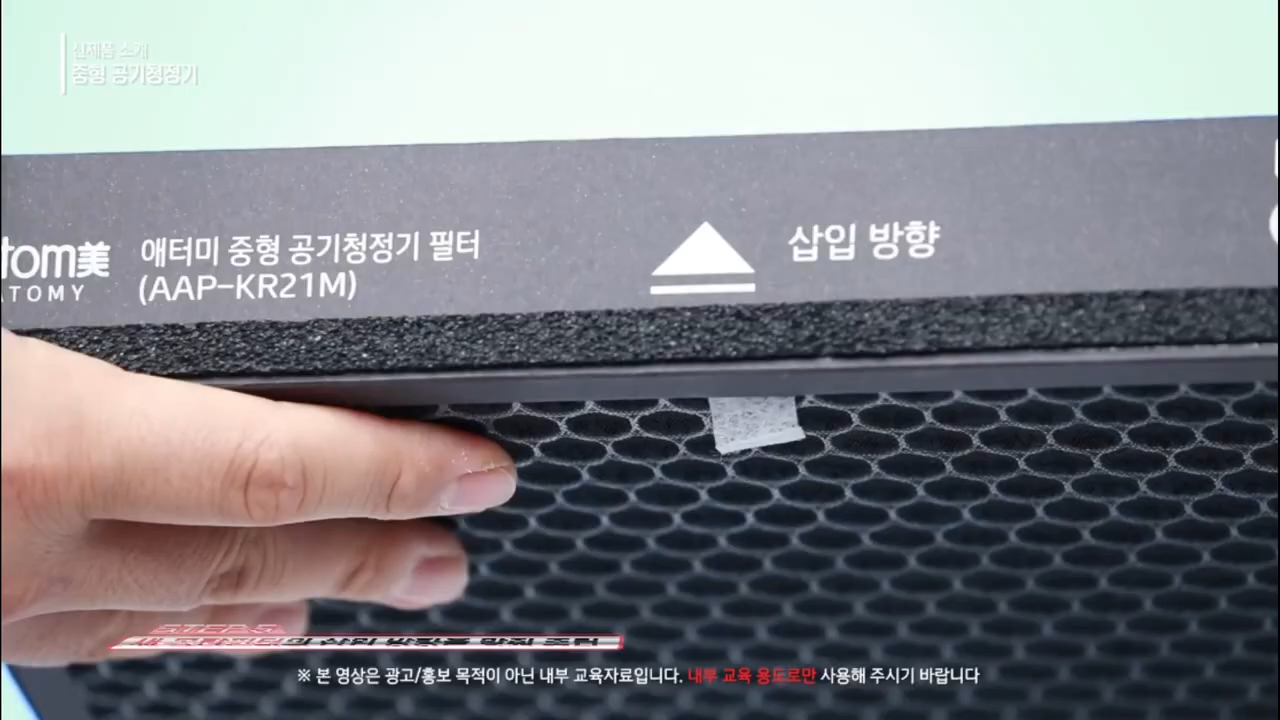 신제품 소개
중형 공기청정기
tom美
TOMY
애터미 중형 공기청정기 필터
(AAP-KR21M)
삽입 방향
※ 본 영상은 광고/홍보 목적이 아닌 내부 교육자료입니다. 내부 교육 용도로만 사용해 주시기 바랍니다